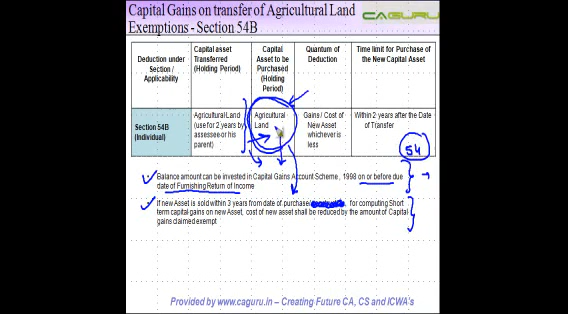 Capital Gains on transfer of Agricultural Land
Exemptions - Section 54B
CAGURU
Deduction under
Section /
Applicability
Capital asset
Transferred
(Holding Period)
Capital
Asset to be
Purchased
(Holding
Period)
Quantum of
Deduction
Time limit for Purchase of
the New Capital Asset
Section 54B
(Individual)
Agricultural Land
(use for 2 years by
assessee or his
parent)
Agricultural
Land
Gains / Cost of
New Asset
whichever is
less
Within 2 years after the Date
of Transfer
54
Balance amount can be invested in Capital Gains Account Scheme, 1998 on or before due
date of Furnishing Return of Income
If new Asset is sold within 3 years from date of purchase/ for computing Short
term capital gains on new Asset, cost of new asset shall be reduced by the amount of Capital
gains claimed exempt
Provided by www.caguru.in – Creating Future CA, CS and ICWA's